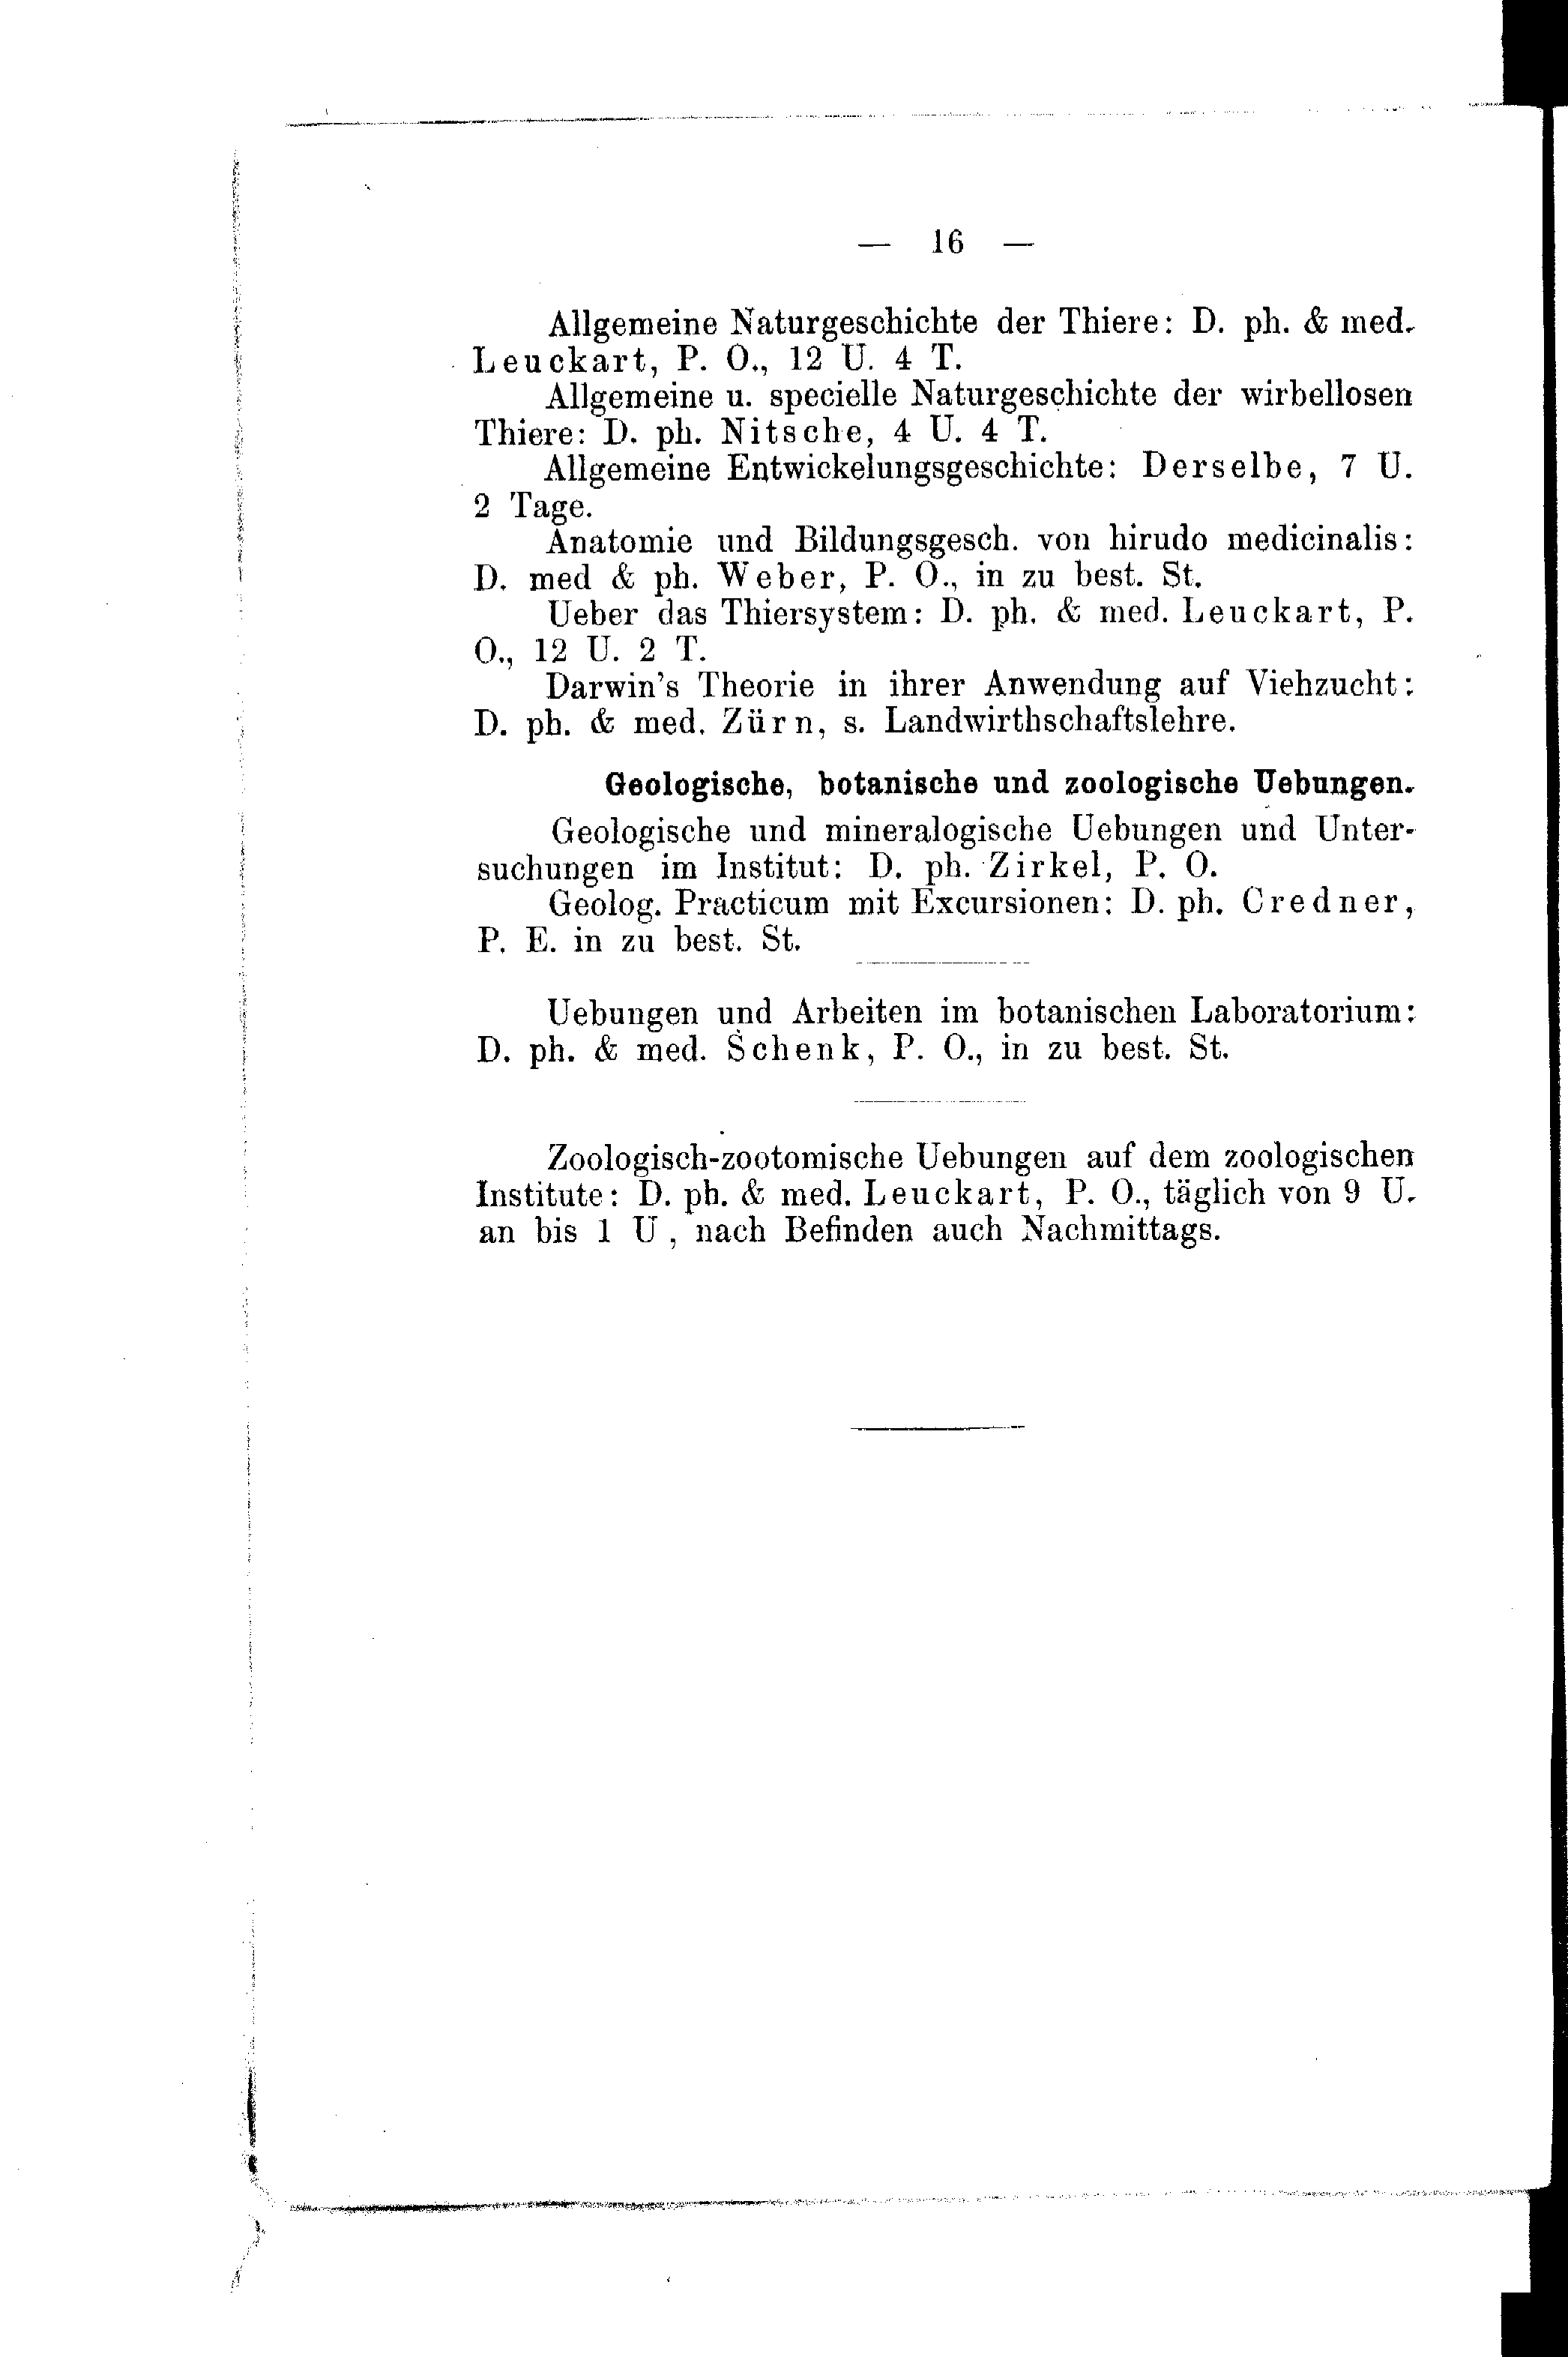 — 16 —
Allgemeine Naturgeschichte der Thiere: D. ph. & med.
Leuckart, P. O., 12 U. 4 T.
Allgemeine u. specielle Naturgeschichte der wirbellosen
Thiere: D. ph. Nitsche, 4 U. 4 T.
Allgemeine Entwickelungsgeschichte: Derselbe, 7 U.
2 Tage.
Anatomie und Bildungsgesch. von hirudo medicinalis:
D. med & ph. Weber, P. O., in zu best. St.
Ueber das Thiersystem: D. ph. & med. Leuckart, P.
O., 12 U. 2 T.
Darwin's Theorie in ihrer Anwendung auf Viehzucht:
D. ph. & med. Zürn, s. Landwirthschaftslehre.
Geologische, botanische und zoologische Uebungen.
Geologische und mineralogische Uebungen und Unter-
suchungen im Institut: D. ph. Zirkel, P. O.
Geolog. Practicum mit Excursionen: D. ph. Credner,
P. E. in zu best. St.
Uebungen und Arbeiten im botanischen Laboratorium:
D. ph. & med. Schenk, P. O., in zu best. St.
Zoologisch-zootomische Uebungen auf dem zoologischen
Institute: D. ph. & med. Leuckart, P. O., täglich von 9 U.
an bis 1 U , nach Befinden auch Nachmittags.